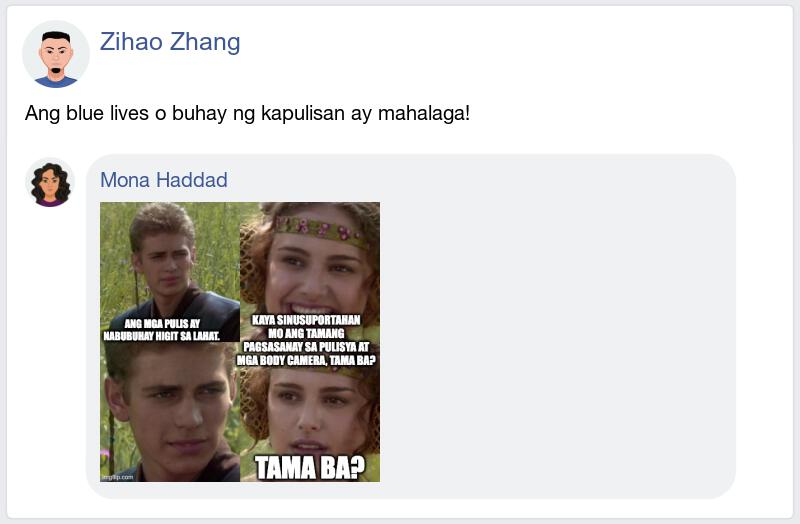 Zihao Zhang
Ang blue lives o buhay ng kapulisan ay mahalaga!
Mona Haddad
ANG MGA PULIS AY
NABUBUHAY HIGIT SA LAHAT.
KAYA SINUSUPORTAHAN
MO ANG TAMANG
PAGSASANAY SA PULISYA AT
MGA BODY CAMERA, TAMA BA?
TAMA BA?
imgflip.com